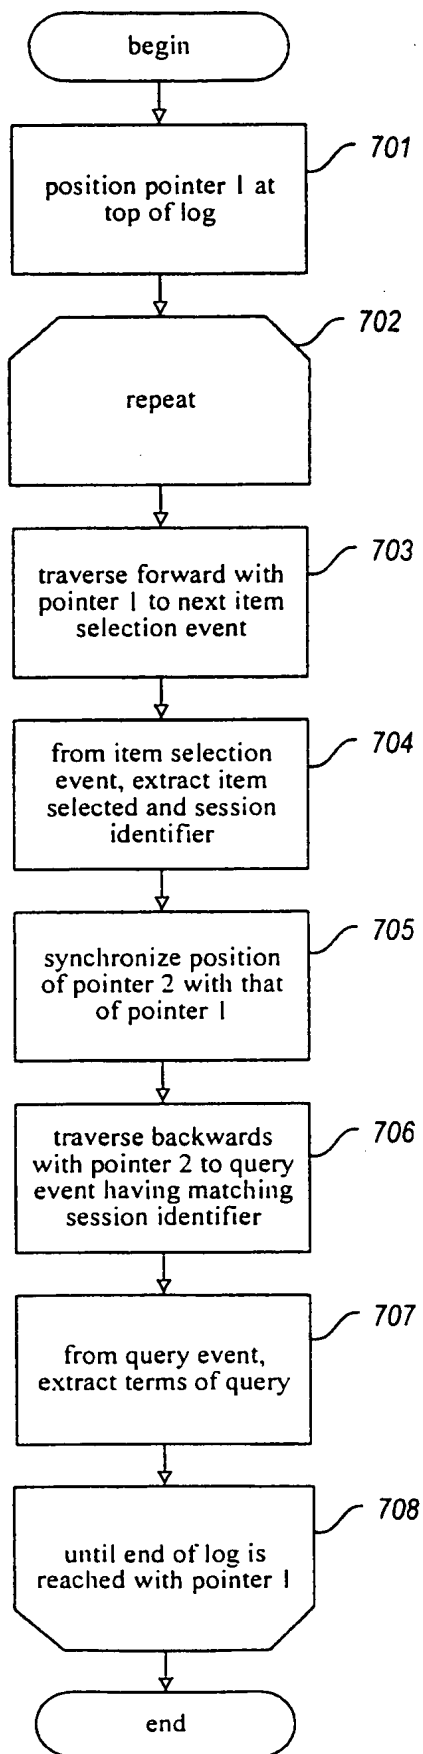 begin
701
position pointer 1 at
top of log
702
repeat
703
traverse forward with
pointer 1 to next item
selection event
704
from item selection
event, extract item
selected and session
identifier
705
synchronize position
of pointer 2 with that
of pointer 1
706
traverse backwards
with pointer 2 to query
event having matching
session identifier
707
from query event,
extract terms of query
708
until end of log is
reached with pointer 1
end